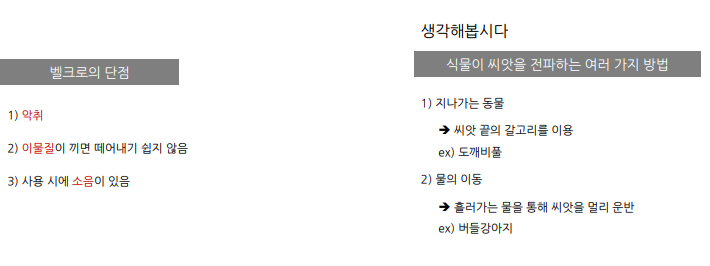 벨크로의 단점
1) 악취
2) 이물질이 끼면 떼어내기 쉽지 않음
3) 사용 시에 소음이 있음
생각해봅시다
식물이 씨앗을 전파하는 여러 가지 방법
1) 지나가는 동물
➔ 씨앗 끝의 갈고리를 이용
ex) 도깨비풀
2) 물의 이동
➔ 흘러가는 물을 통해 씨앗을 멀리 운반
ex) 버들강아지